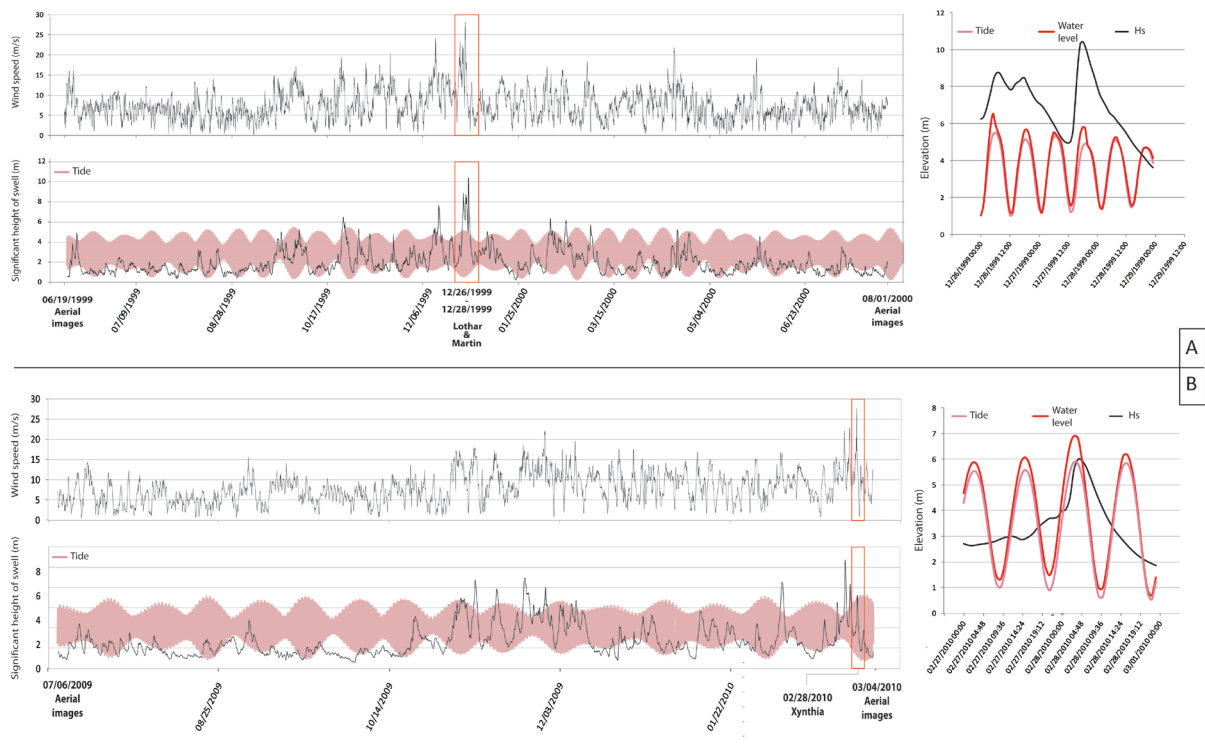 Wind speed (m/s)
30
25
20
15
10
5
0
Significant height of swell (m)
Tide
12
10
8
6
4
2
0
06/19/1999
Aerial
images
07/09/1999
08/28/1999
10/17/1999
12/06/1999
12/26/1999
-
12/28/1999
Lothar
&
Martin
01/25/2000
03/15/2000
05/04/2000
06/23/2000
08/01/2000
Aerial
images
Elevation (m)
Tide
Water
level
Hs
12
10
8
6
4
2
0
12/26/1999 00:00
12/26/1999 12:00
12/27/1999 00:00
12/27/1999 12:00
12/28/1999 00:00
12/28/1999 12:00
12/29/1999 00:00
12/29/1999 12:00
A
B
Wind speed (m/s)
30
25
20
15
10
5
0
Significant height of swell (m)
Tide
8
6
4
2
0
07/06/2009
Aerial
images
08/25/2009
10/14/2009
12/03/2009
01/22/2010
02/28/2010
Xynthia
03/04/2010
Aerial
images
Elevation (m)
Tide
Water
level
Hs
8
7
6
5
4
3
2
1
0
02/27/2010 00:00
02/27/2010 04:48
02/27/2010 09:36
02/27/2010 14:24
02/27/2010 19:12
02/28/2010 00:00
02/28/2010 04:48
02/28/2010 09:36
02/28/2010 14:24
02/28/2010 19:12
03/01/2010 00:00